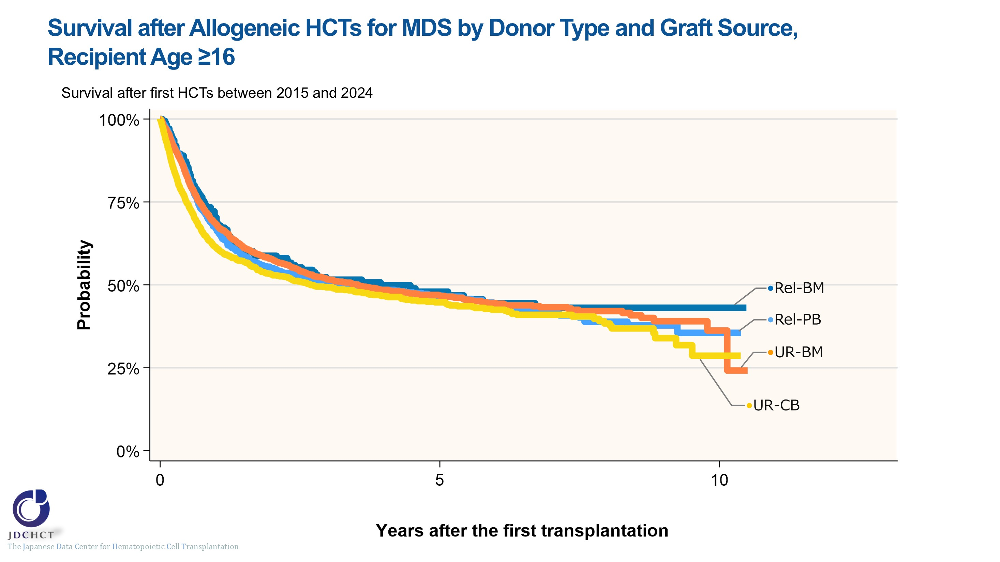 Survival after Allogeneic HCTs for MDS by Donor Type and Graft Source,
Recipient Age ≥16
Survival after first HCTs between 2015 and 2024
100%
75%
50%
25%
0%
Probability
Rel-BM
Rel-PB
UR-BM
UR-CB
0
5
10
Years after the first transplantation
JDCHCT
The Japanese Data Center for Hematopoietic Cell Transplantation